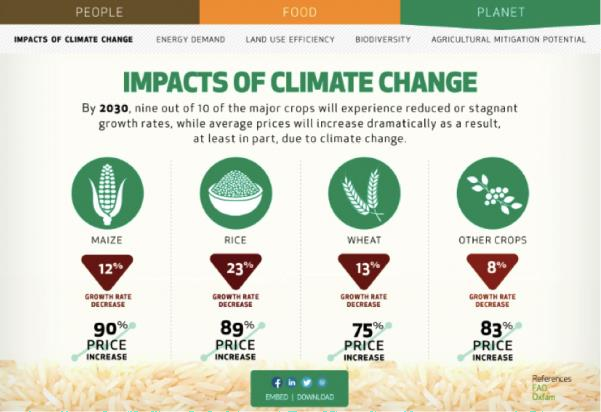 PEOPLE
FOOD
PLANET
IMPACTS OF CLIMATE CHANGE
ENERGY DEMAND
LAND USE EFFICIENCY
BIODIVERSITY
AGRICULTURAL MITIGATION POTENTIAL
IMPACTS OF CLIMATE CHANGE
By 2030, nine out of 10 of the major crops will experience reduced or stagnant
growth rates, while average prices will increase dramatically as a result,
at least in part, due to climate change.
MAIZE
12%
GROWTH RATE
DECREASE
90%
PRICE
INCREASE
RICE
23%
GROWTH RATE
DECREASE
89%
PRICE
INCREASE
WHEAT
13%
GROWTH RATE
DECREASE
75%
PRICE
INCREASE
OTHER CROPS
8%
GROWTH RATE
DECREASE
83%
PRICE
INCREASE
EMBED | DOWNLOAD
References
FAO
Oxfam